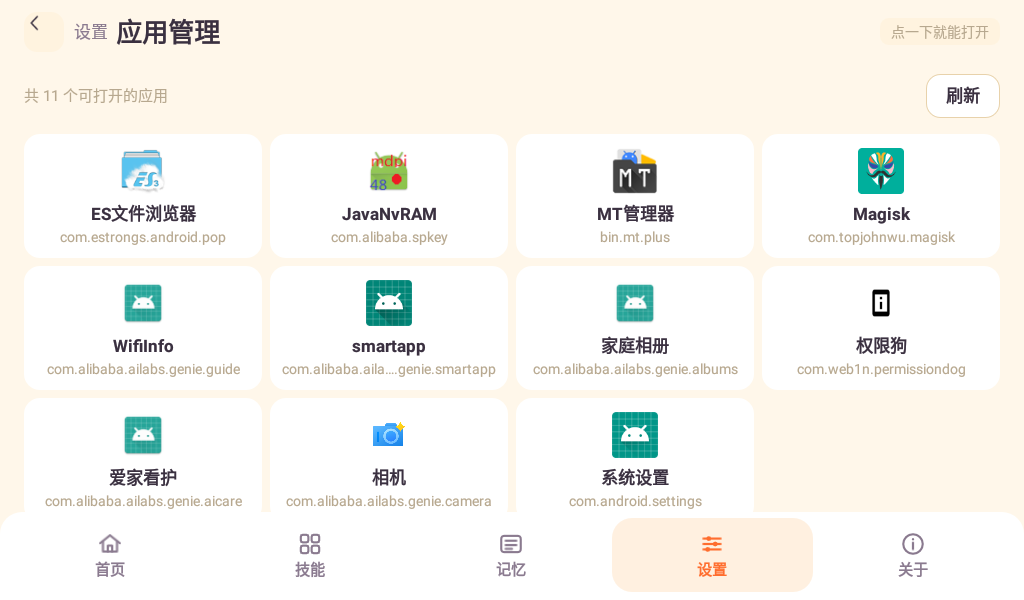 设置 应用管理
点一下就能打开
共 11 个可打开的应用
刷新
ES3
ES文件浏览器
com.estrongs.android.pop
mdpi
48
JavaNvRAM
com.alibaba.spkey
MT
MT管理器
bin.mt.plus
Magisk
com.topjohnwu.magisk
WifiInfo
com.alibaba.ailabs.genie.guide
smartapp
com.alibaba.aila....genie.smartapp
家庭相册
com.alibaba.ailabs.genie.albums
权限狗
com.web1n.permissiondog
爱家看护
com.alibaba.ailabs.genie.aicare
相机
com.alibaba.ailabs.genie.camera
系统设置
com.android.settings
首页
技能
记忆
设置
关于